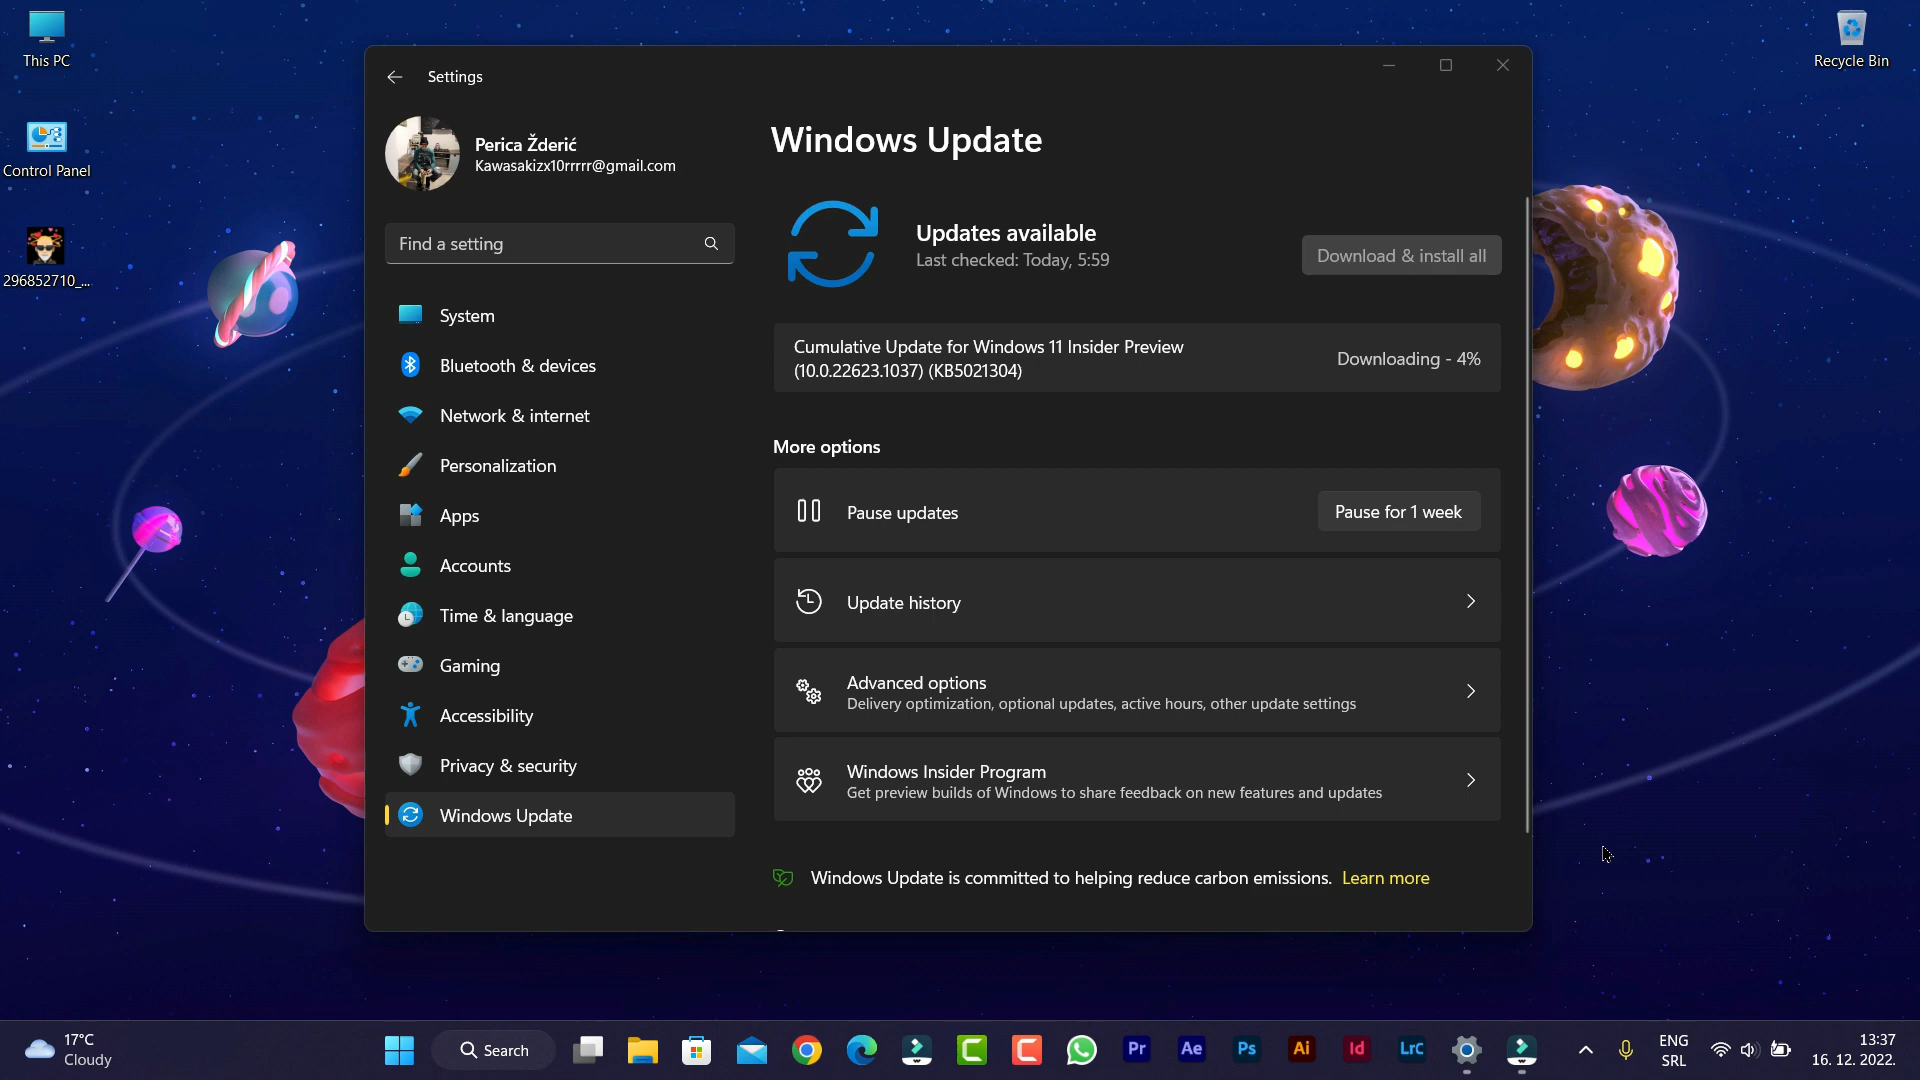 This PC
Control Panel
296852710_...
Recycle Bin
Settings
Perica Žderić
Kawasakizx10rrrrr@gmail.com
Find a setting
System
Bluetooth & devices
Network & internet
Personalization
Apps
Accounts
Time & language
Gaming
Accessibility
Privacy & security
Windows Update
Windows Update
Updates available
Last checked: Today, 5:59
Download & install all
Cumulative Update for Windows 11 Insider Preview
(10.0.22623.1037) (KB5021304)
Downloading - 4%
More options
Pause updates
Pause for 1 week
Update history
Advanced options
Delivery optimization, optional updates, active hours, other update settings
Windows Insider Program
Get preview builds of Windows to share feedback on new features and updates
Windows Update is committed to helping reduce carbon emissions. Learn more
17°C
Cloudy
Search
Pr
Ae
Ps
Ai
Id
LrC
ENG
SRL
13:37
16. 12. 2022.